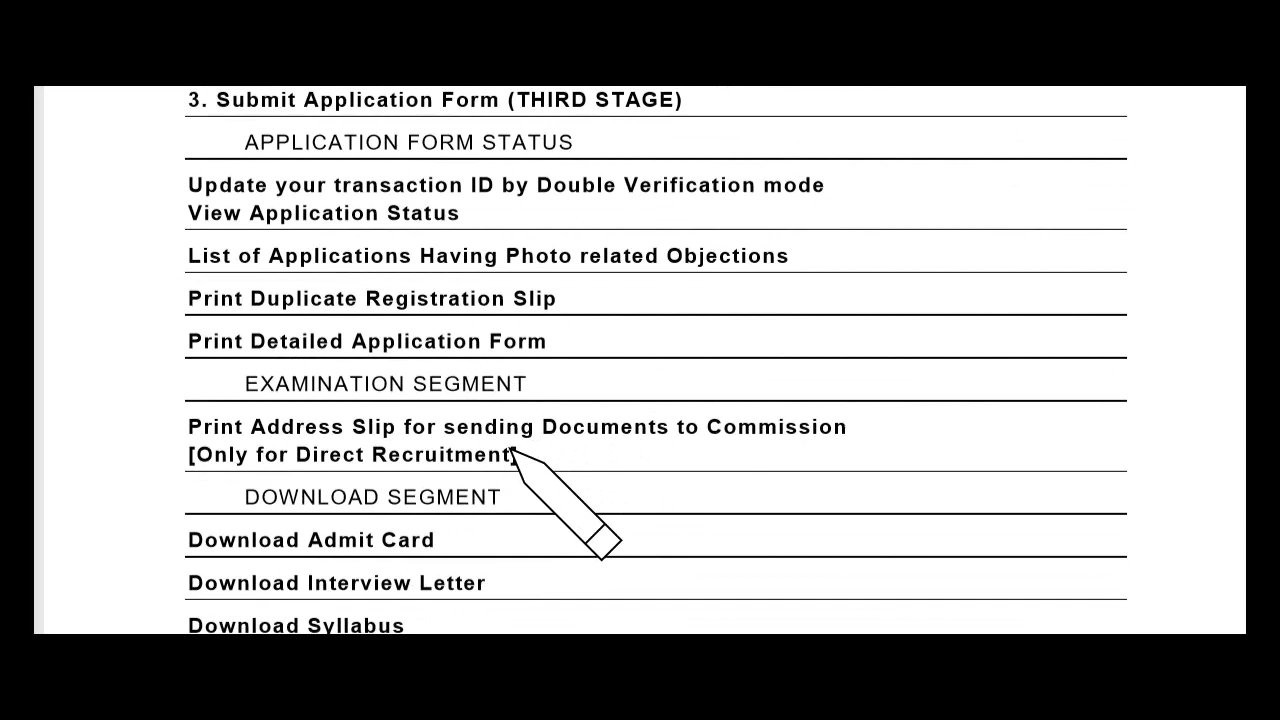 3. Submit Application Form (THIRD STAGE)
APPLICATION FORM STATUS
Update your transaction ID by Double Verification mode
View Application Status
List of Applications Having Photo related Objections
Print Duplicate Registration Slip
Print Detailed Application Form
EXAMINATION SEGMENT
Print Address Slip for sending Documents to Commission
[Only for Direct Recruitment]
DOWNLOAD SEGMENT
Download Admit Card
Download Interview Letter
Download Syllabus